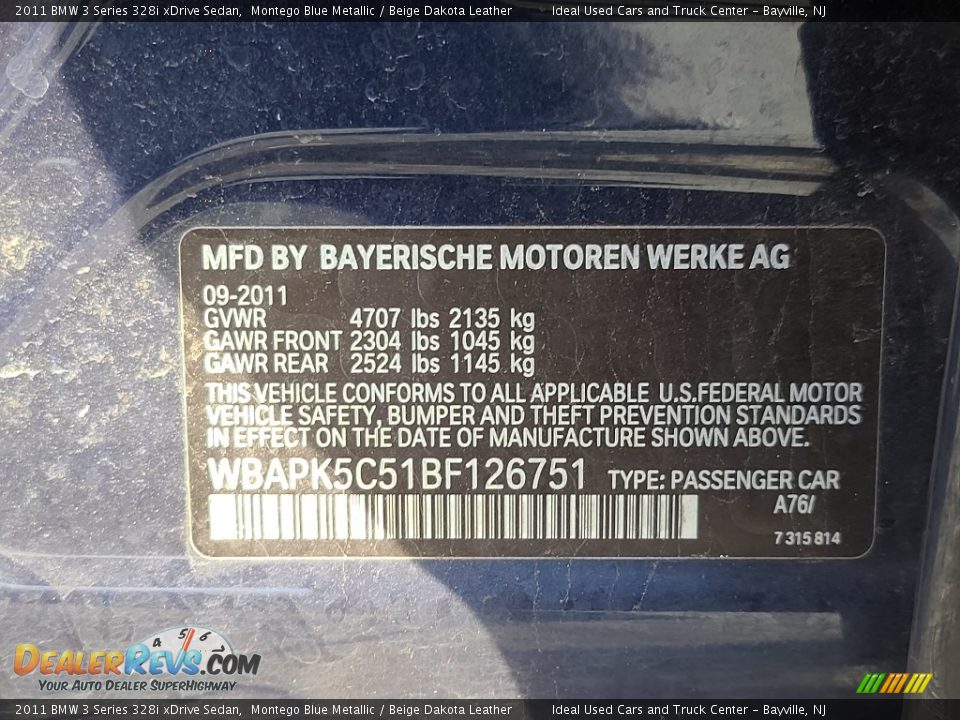 2011 BMW 3 Series 328i xDrive Sedan, Montego Blue Metallic / Beige Dakota Leather Ideal Used Cars and Truck Center - Bayville, NJ
MFD BY BAYERISCHE MOTOREN WERKE AG
09-2011
GVWR 4707 lbs 2135 kg
GAWR FRONT 2304 lbs 1045 kg
GAWR REAR 2524 lbs 1145 kg
THIS VEHICLE CONFORMS TO ALL APPLICABLE U.S.FEDERAL MOTOR
VEHICLE SAFETY, BUMPER AND THEFT PREVENTION STANDARDS
IN EFFECT ON THE DATE OF MANUFACTURE SHOWN ABOVE.
WBAPK5C51BF126751 TYPE: PASSENGER CAR
A76/
7 315 814
4 5 6
DEALERREVS.COM
YOUR AUTO DEALER SUPERHIGHWAY
2011 BMW 3 Series 328i xDrive Sedan, Montego Blue Metallic / Beige Dakota Leather Ideal Used Cars and Truck Center - Bayville, NJ